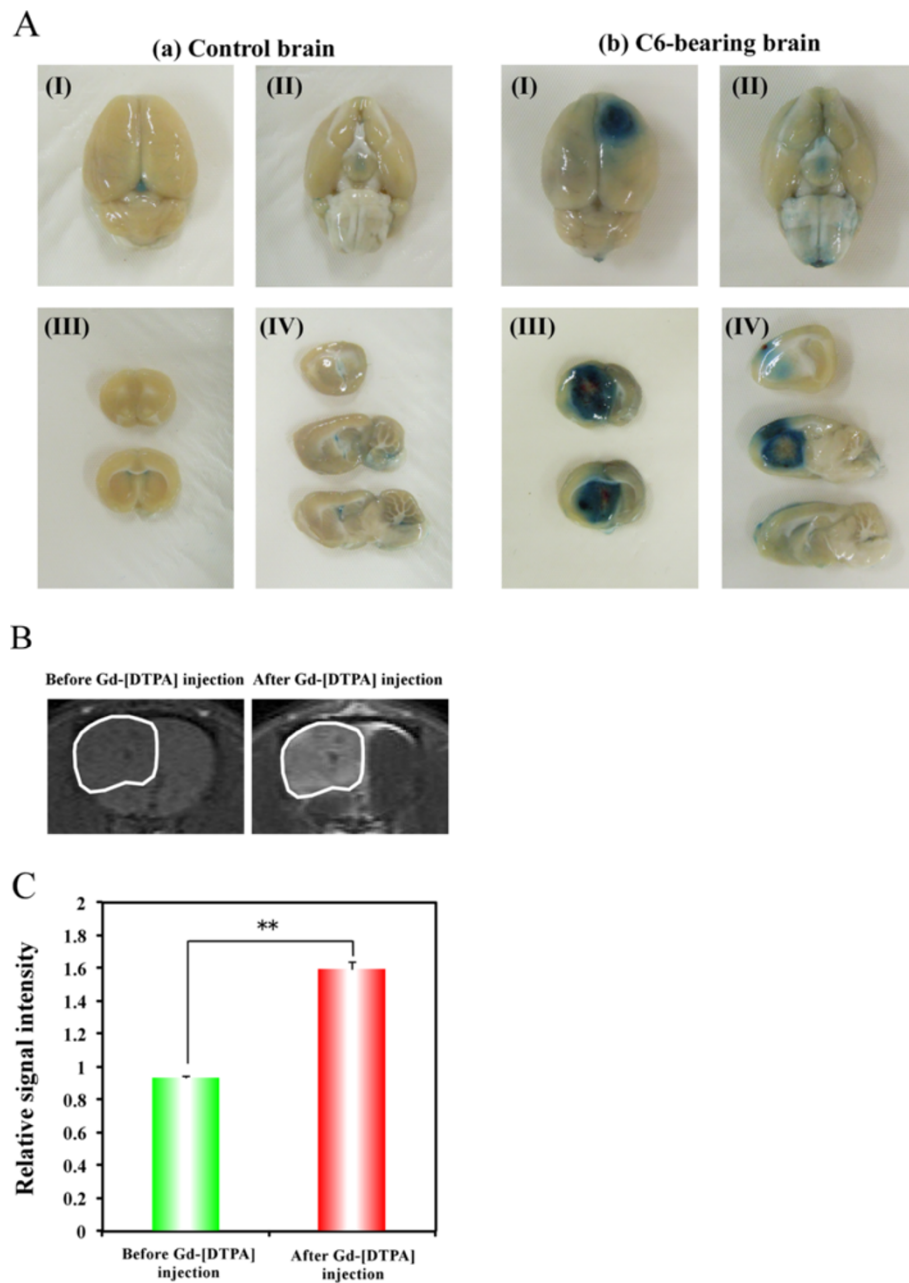 A
(a) Control brain
(b) C6-bearing brain
(I)
(II)
(I)
(II)
(III)
(IV)
(III)
(IV)
B
Before Gd-[DTPA] injection
After Gd-[DTPA] injection
C
Relative signal intensity
2
1.8
1.6
1.4
1.2
1
0.8
0.6
0.4
0.2
0
**
Before Gd-[DTPA]
injection
After Gd-[DTPA]
injection